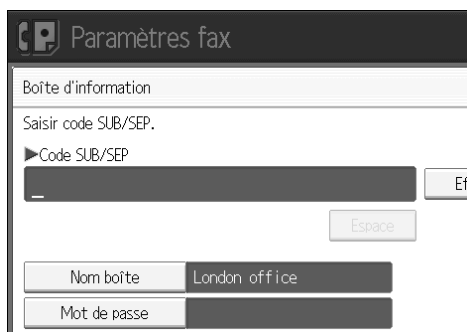 Paramètres fax
Boîte d'information
Saisir code SUB/SEP.
▶Code SUB/SEP
_
Ef
Espace
Nom boîte London office
Mot de passe